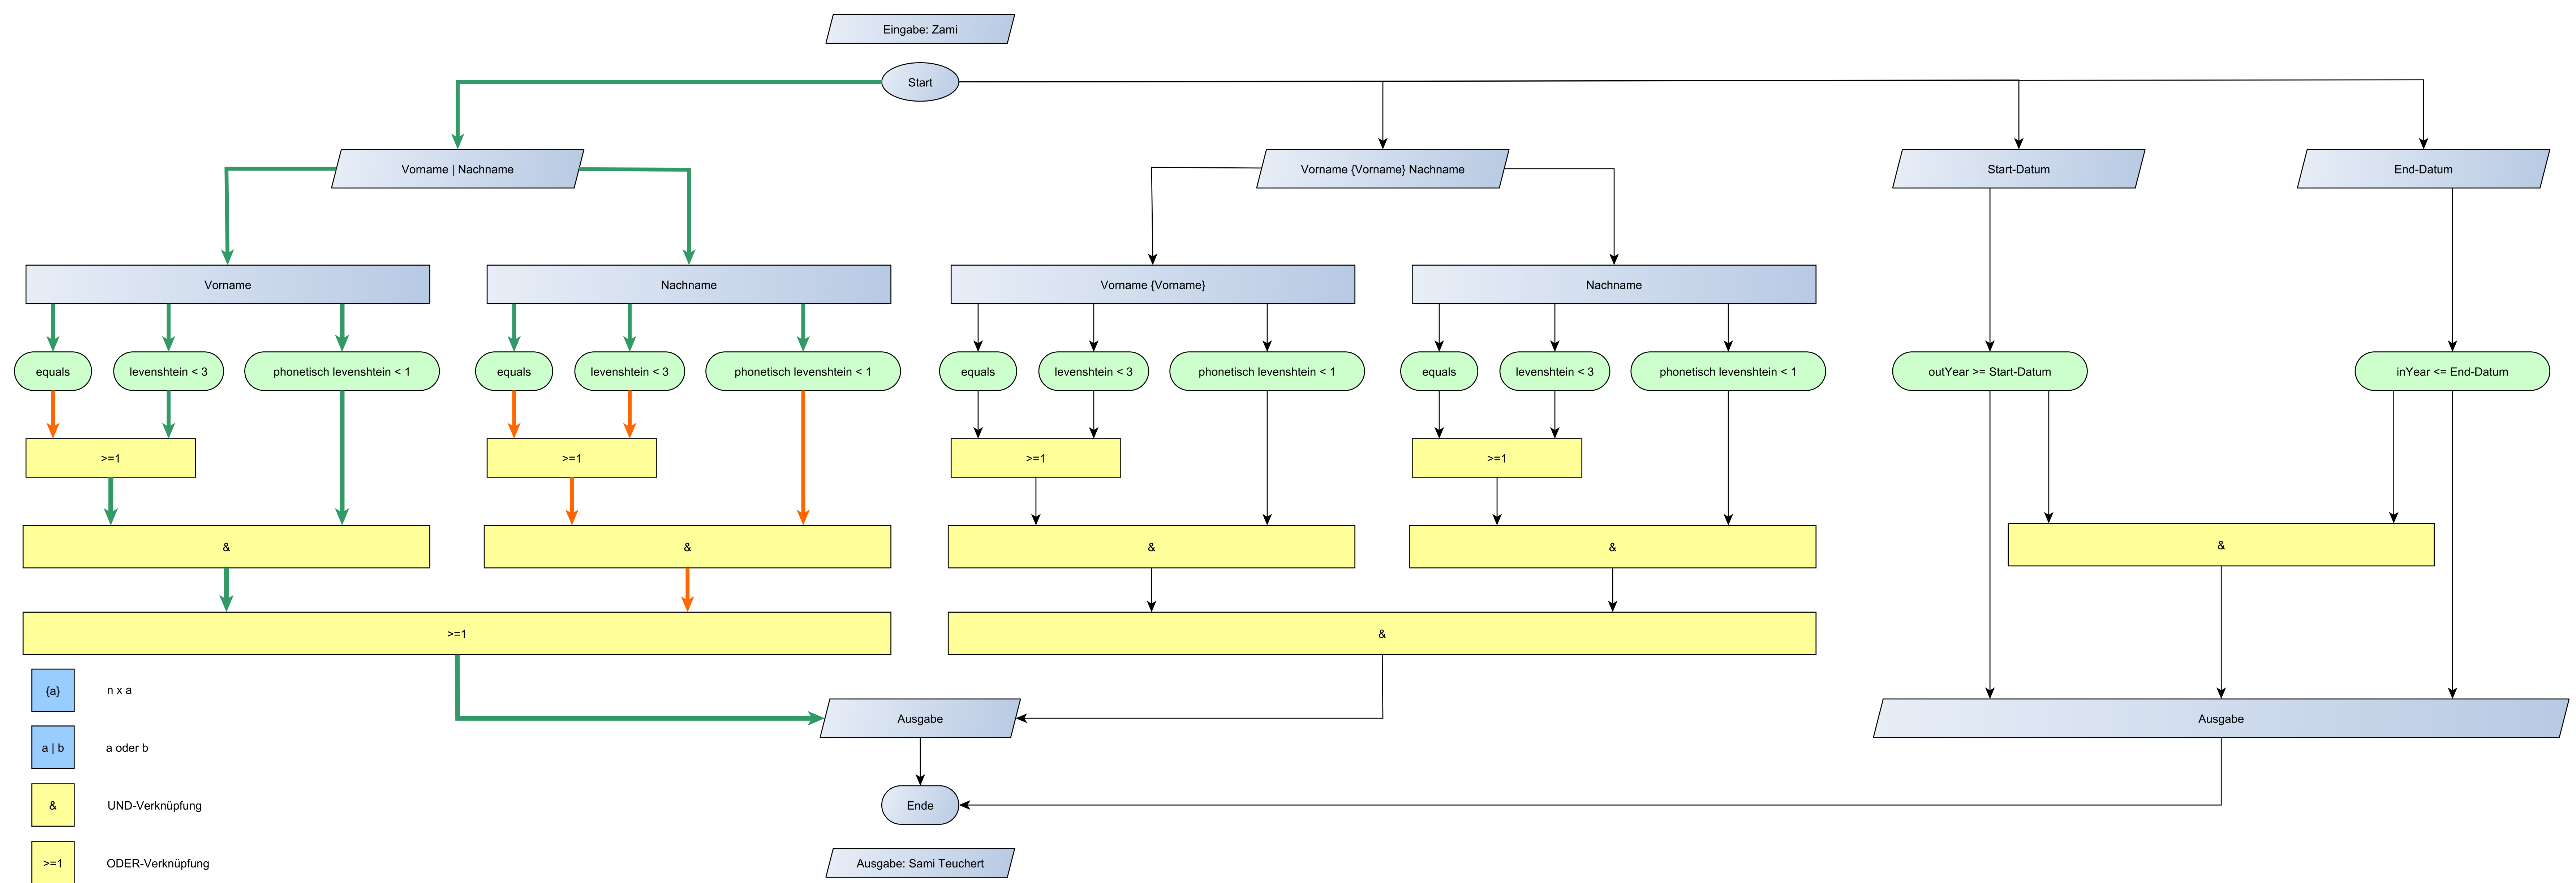 Eingabe: Zami
Start
Vorname | Nachname
Vorname {Vorname} Nachname
Start-Datum
End-Datum
Vorname
Nachname
Vorname {Vorname}
Nachname
equals
levenshtein < 3
phonetisch levenshtein < 1
equals
levenshtein < 3
phonetisch levenshtein < 1
equals
levenshtein < 3
phonetisch levenshtein < 1
equals
levenshtein < 3
phonetisch levenshtein < 1
outYear >= Start-Datum
inYear <= End-Datum
>=1
>=1
>=1
>=1
&
&
&
&
&
>=1
&
{a}
n x a
Ausgabe
Ausgabe
a | b
a oder b
&
UND-Verknüpfung
Ende
>=1
ODER-Verknüpfung
Ausgabe: Sami Teuchert